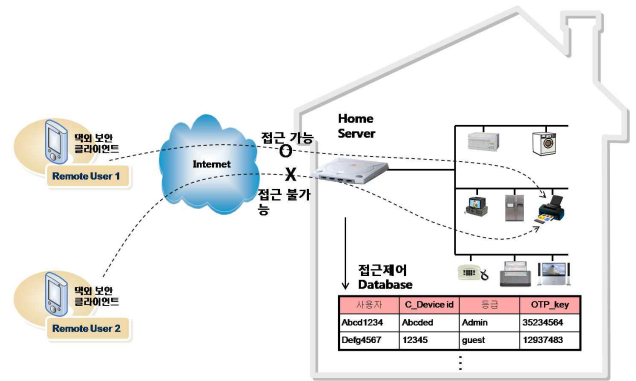 댁외 보안
클라이언트
Remote User 1
Internet
접근 가능
O
X
접근 불가
능
Home
Server
댁외 보안
클라이언트
Remote User 2
접근제어
Database
사용자 C_Device id 등급 OTP_key
Abcd1234 Abcded Admin 35234564
Defg4567 12345 guest 12937483